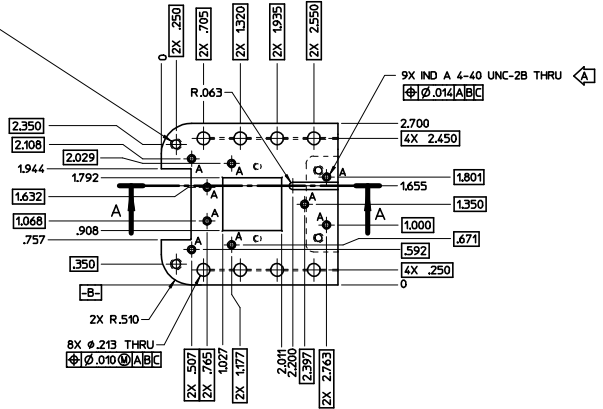 0
2X .250
2X .705
2X 1.320
2X 1.935
2X 2.550
9X IND A 4-40 UNC-2B THRU
A
⌖ Ø.014 A B C
R.063
2.700
4X 2.450
2.350
2.108
2.029
1.944
1.792
1.801
1.655
1.632
1.350
1.068
A
A
1.000
.908
.757
.671
.592
.350
4X .250
0
-B-
2X R.510
8X Ø.213 THRU
⌖ Ø.010 Ⓜ A B C
2X .507
2X .765
1.027
2X 1.177
2.011
2.200
2.397
2X 2.763
A
A
A
A
A
A
A
A
A
C
C
C
C